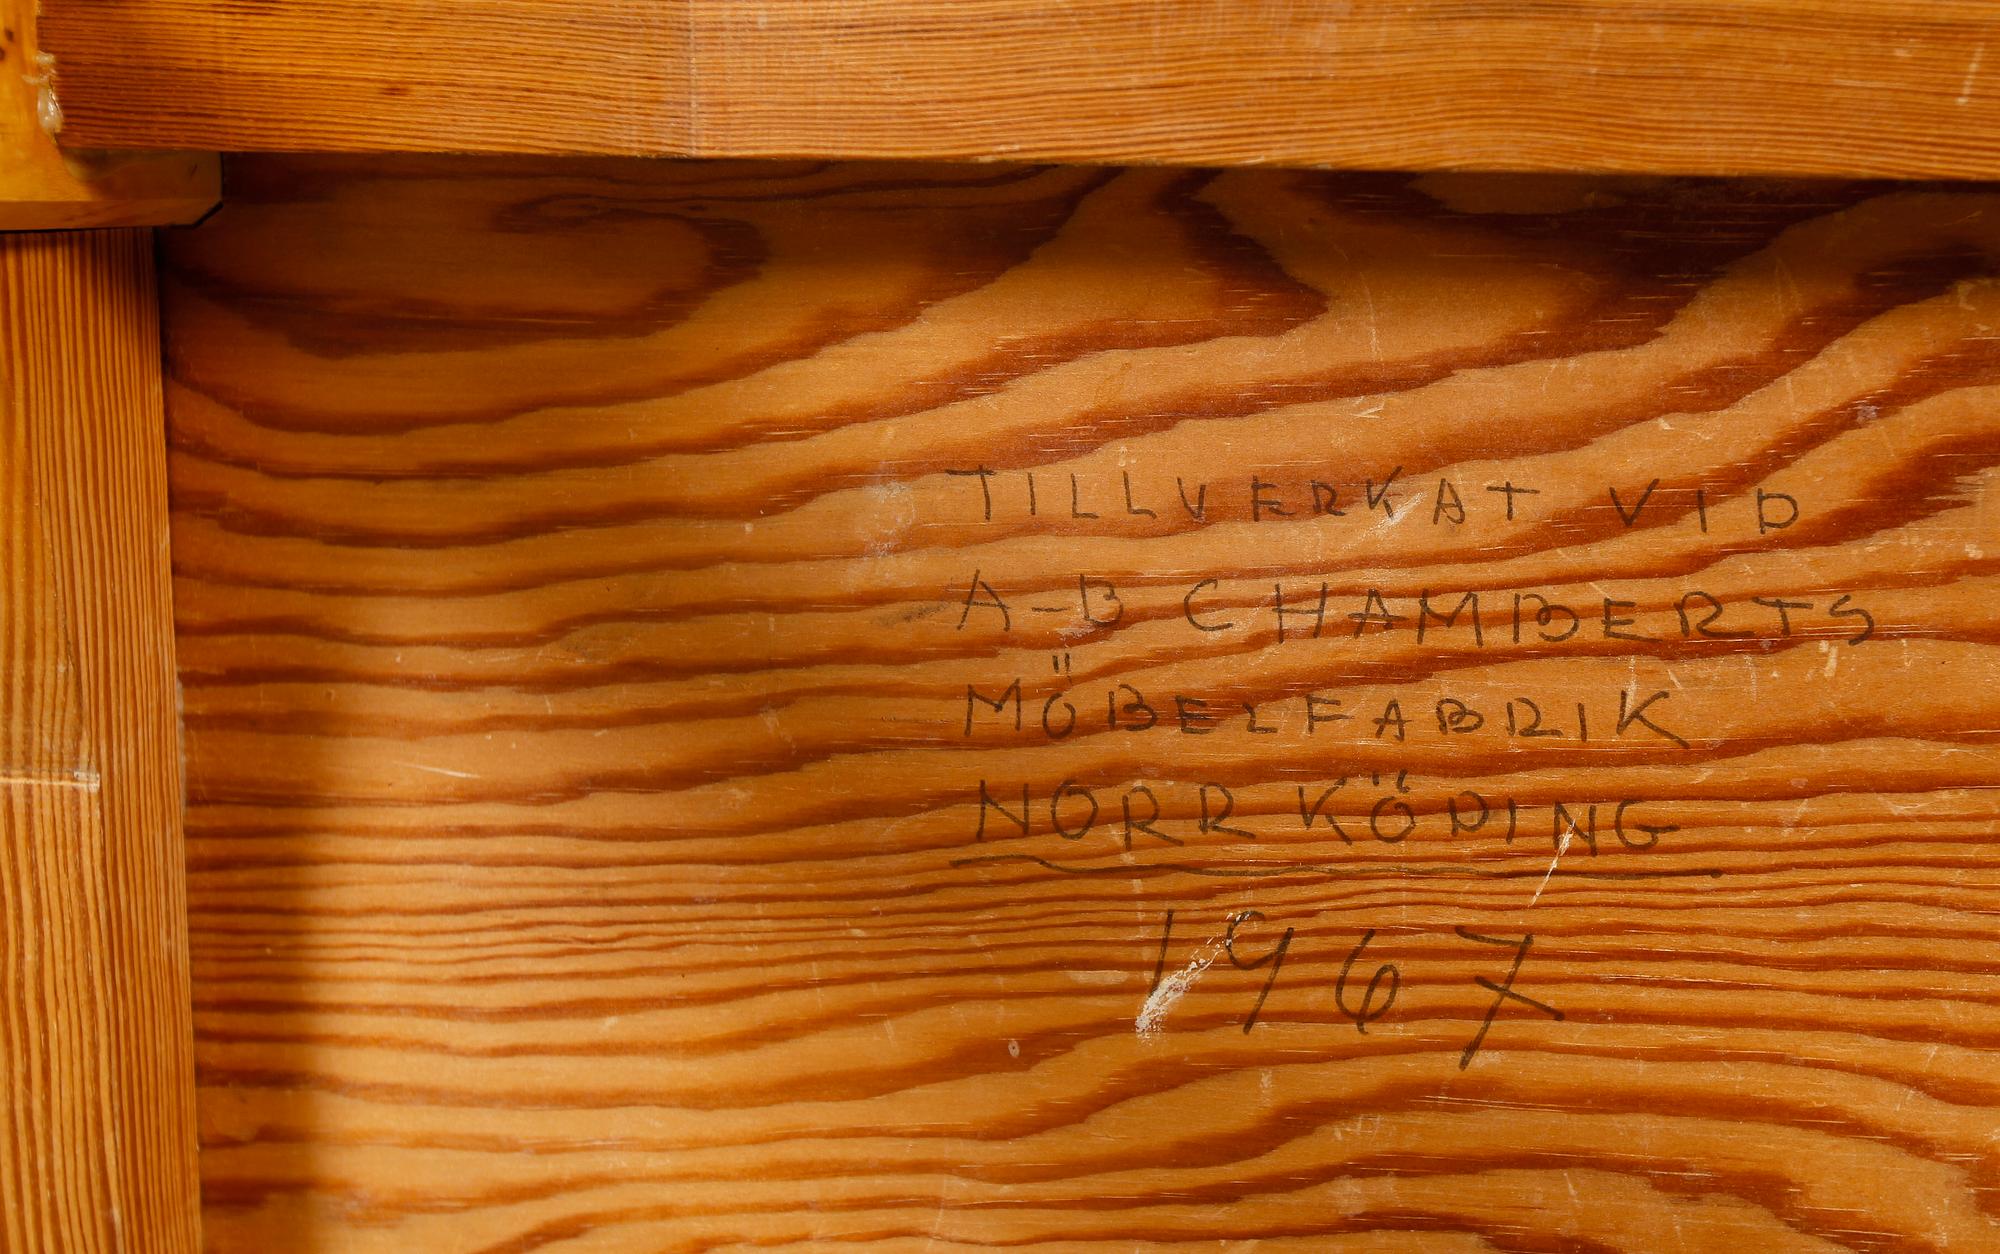 TILLVERKAT VID
A-B CHAMBERTS
MÖBELFABRIK
NORRKÖPING
1967